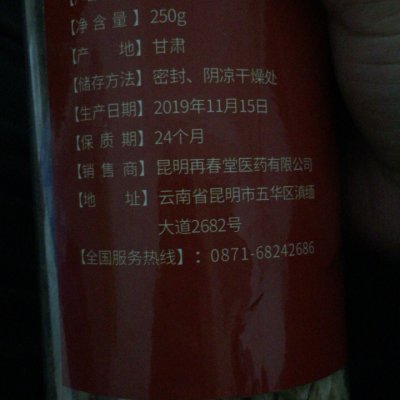 【净含量】250g
【产 地】甘肃
【储存方法】密封、阴凉干燥处
【生产日期】2019年11月15日
【保质期】24个月
【销售商】昆明再春堂医药有限公司
【地 址】云南省昆明市五华区滇缅
大道2682号
【全国服务热线】：0871-68242686